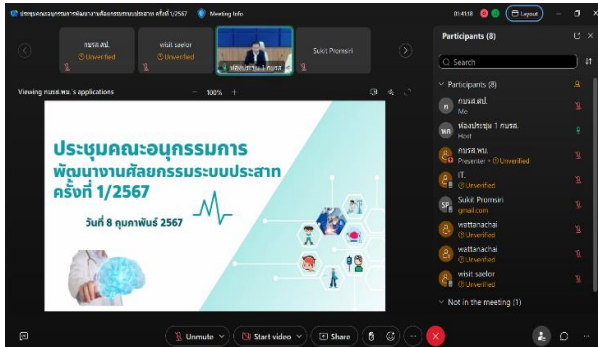 ประชุมคณะอนุกรรมการพัฒนางานศัลยกรรมระบบประสาท ครั้งที่ 1/2567
Meeting Info
01:41:18
Layout
กบรส.สป.
Unverified
wisit saelor
Unverified
ห้องประชุม 1 กบรส.
Sukit Promsiri
Viewing กบรส.พบ.'s applications
100%
ประชุมคณะอนุกรรมการ
พัฒนางานศัลยกรรมระบบประสาท
ครั้งที่ 1/2567
วันที่ 8 กุมภาพันธ์ 2567
Participants (8)
Search
Participants (8)
กบรส.สป.
Me
ห้องประชุม 1 กบรส.
Host
กบรส.พบ.
Presenter • Unverified
IT.
Unverified
SP
Sukit Promsiri
gmail.com
wattanachai
Unverified
wattanachai
Unverified
wisit saelor
Unverified
Not in the meeting (1)
Unmute
Start video
Share